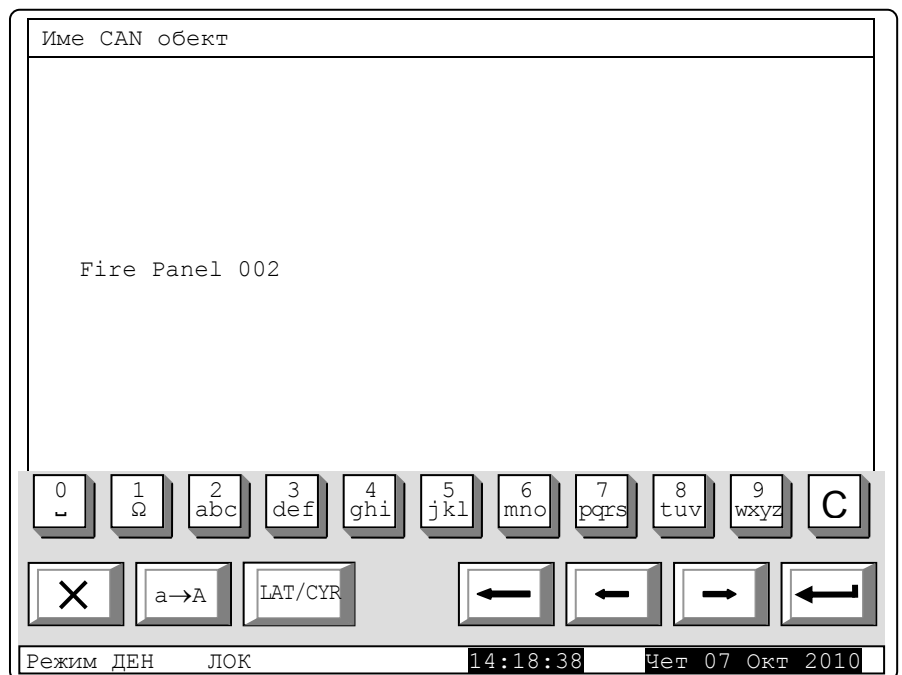 Име CAN обект
Fire Panel 002
0 1 2 3 4 5 6 7 8 9
␣ Ω abc def ghi jkl mno pqrs tuv wxyz C
a→A LAT/CYR
Режим ДЕН ЛОК 14:18:38 Чет 07 Окт 2010